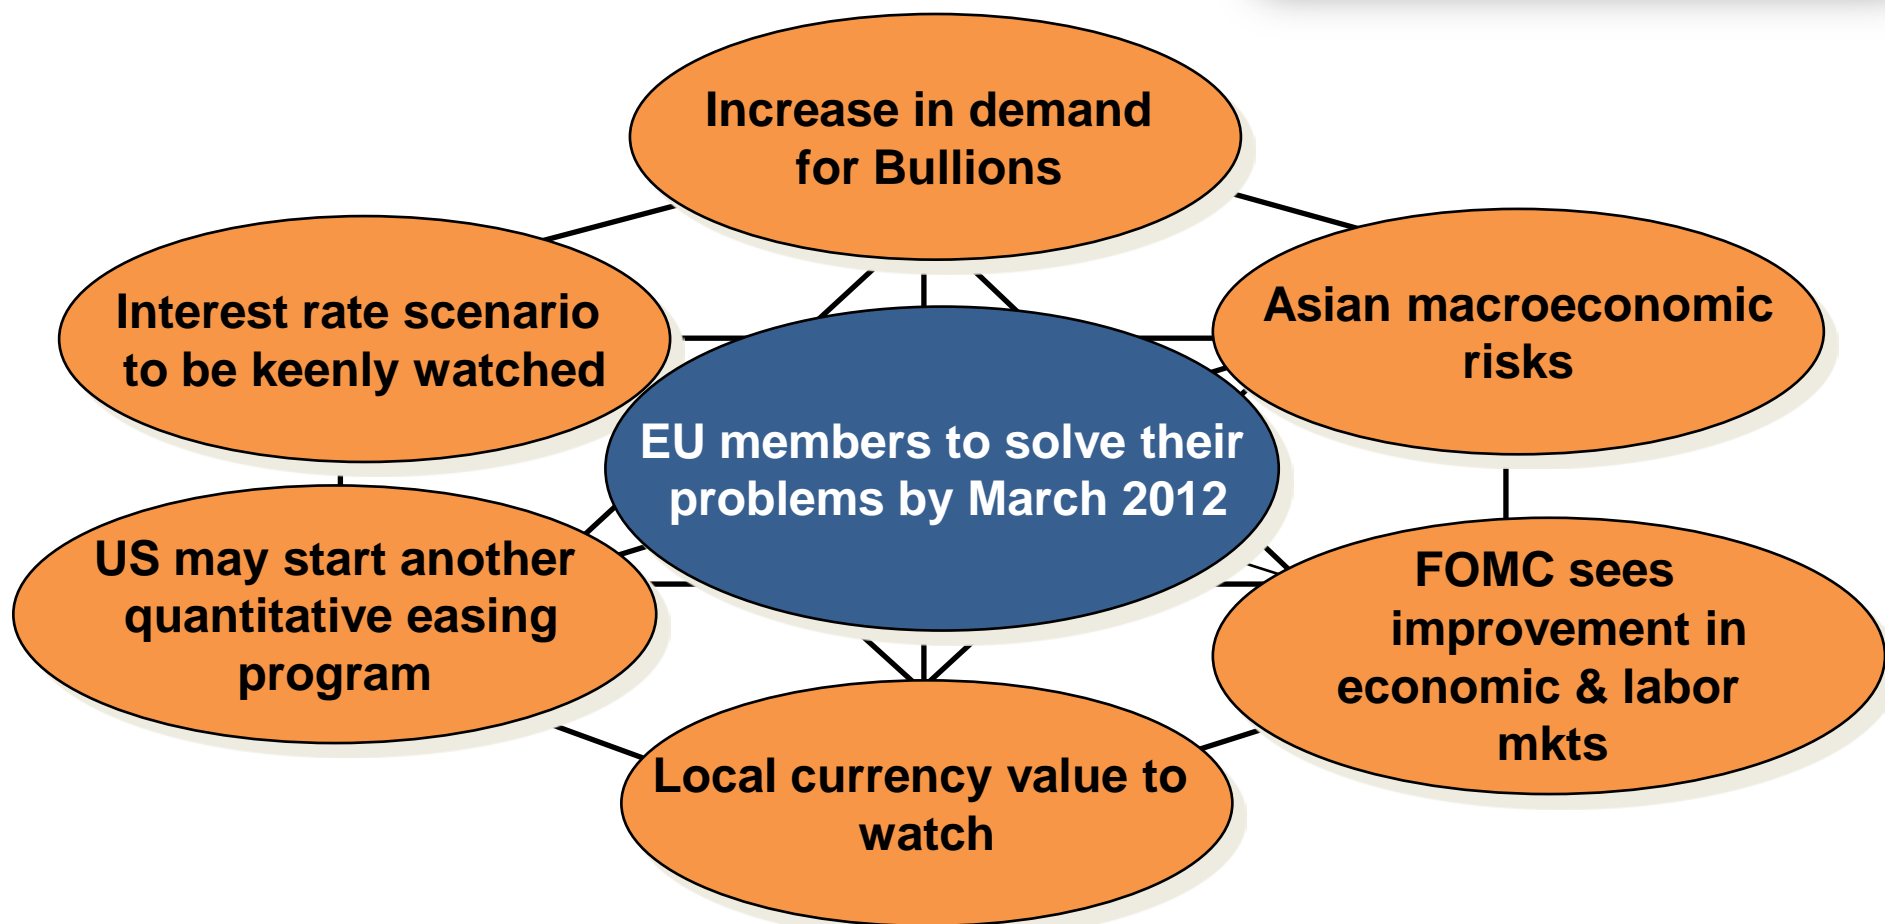 Increase in demand
for Bullions
Interest rate scenario
to be keenly watched
Asian macroeconomic
risks
EU members to solve their
problems by March 2012
US may start another
quantitative easing
program
FOMC sees
improvement in
economic & labor
mkts
Local currency value to
watch